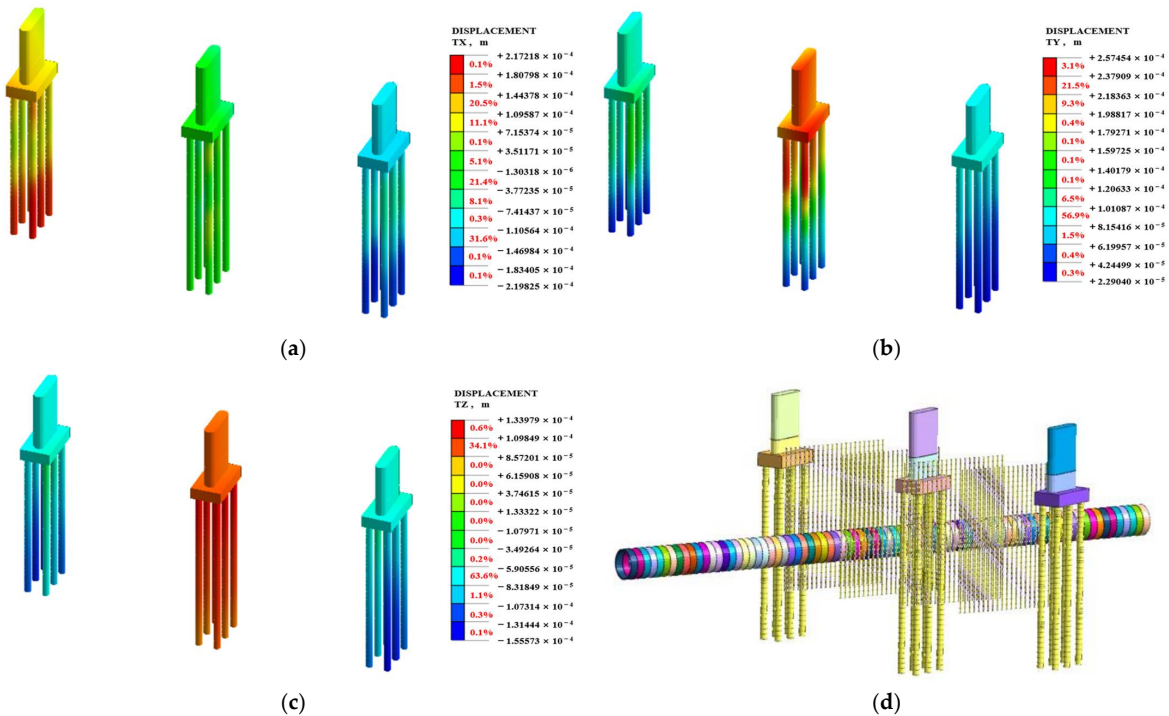 DISPLACEMENT
TX , m
+ 2.17218 × 10⁻⁴
0.1%
+ 1.80798 × 10⁻⁴
1.5%
+ 1.44378 × 10⁻⁴
20.5%
+ 1.09587 × 10⁻⁴
11.1%
+ 7.15374 × 10⁻⁵
0.1%
+ 3.51171 × 10⁻⁵
5.1%
− 1.30318 × 10⁻⁶
21.4%
− 3.77235 × 10⁻⁵
8.1%
− 7.41437 × 10⁻⁵
0.3%
− 1.10564 × 10⁻⁴
31.6%
− 1.46984 × 10⁻⁴
0.1%
− 1.83405 × 10⁻⁴
0.1%
− 2.19825 × 10⁻⁴
(a)
DISPLACEMENT
TY , m
+ 2.57454 × 10⁻⁴
3.1%
+ 2.37909 × 10⁻⁴
21.5%
+ 2.18363 × 10⁻⁴
9.3%
+ 1.98817 × 10⁻⁴
0.4%
+ 1.79271 × 10⁻⁴
0.1%
+ 1.59725 × 10⁻⁴
0.1%
+ 1.40179 × 10⁻⁴
0.1%
+ 1.20633 × 10⁻⁴
6.5%
+ 1.01087 × 10⁻⁴
56.9%
+ 8.15416 × 10⁻⁵
1.5%
+ 6.19957 × 10⁻⁵
0.4%
+ 4.24499 × 10⁻⁵
0.3%
+ 2.29040 × 10⁻⁵
(b)
DISPLACEMENT
TZ , m
+ 1.33979 × 10⁻⁴
0.6%
+ 1.09849 × 10⁻⁴
34.1%
+ 8.57201 × 10⁻⁵
0.0%
+ 6.15908 × 10⁻⁵
0.0%
+ 3.74615 × 10⁻⁵
0.0%
+ 1.33322 × 10⁻⁵
0.0%
− 1.07971 × 10⁻⁵
0.0%
− 3.49264 × 10⁻⁵
0.2%
− 5.90556 × 10⁻⁵
63.6%
− 8.31849 × 10⁻⁵
1.1%
− 1.07314 × 10⁻⁴
0.3%
− 1.31444 × 10⁻⁴
0.1%
− 1.55573 × 10⁻⁴
(c)
(d)